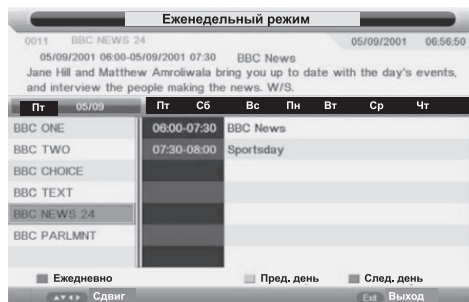 Еженедельный режим
0011 BBC NEWS 24 05/09/2001 06:56:50
05/09/2001 06:00-05/09/2001 07:30 BBC News
Jane Hill and Matthew Amroliwala bring you up to date with the day's events,
and interview the people making the news. W/S.
Пт 05/09 Пт Сб Вс Пн Вт Ср Чт
BBC ONE 06:00-07:30 BBC News
BBC TWO 07:30-08:00 Sportsday
BBC CHOICE
BBC TEXT
BBC NEWS 24
BBC PARLMNT
Ежедневно Пред. день След. день
Сдвиг Exit Выход